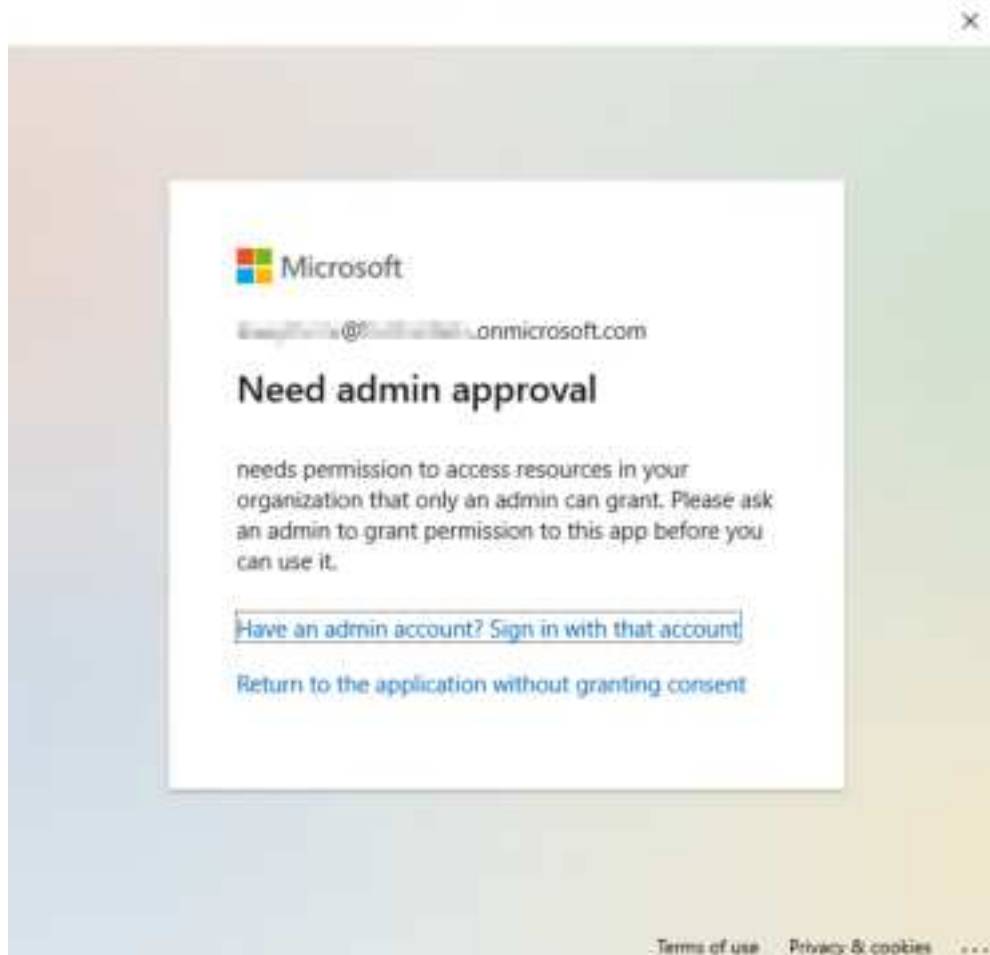 Microsoft
@ .onmicrosoft.com
Need admin approval
needs permission to access resources in your
organization that only an admin can grant. Please ask
an admin to grant permission to this app before you
can use it.
Have an admin account? Sign in with that account
Return to the application without granting consent
Terms of use Privacy & cookies ...